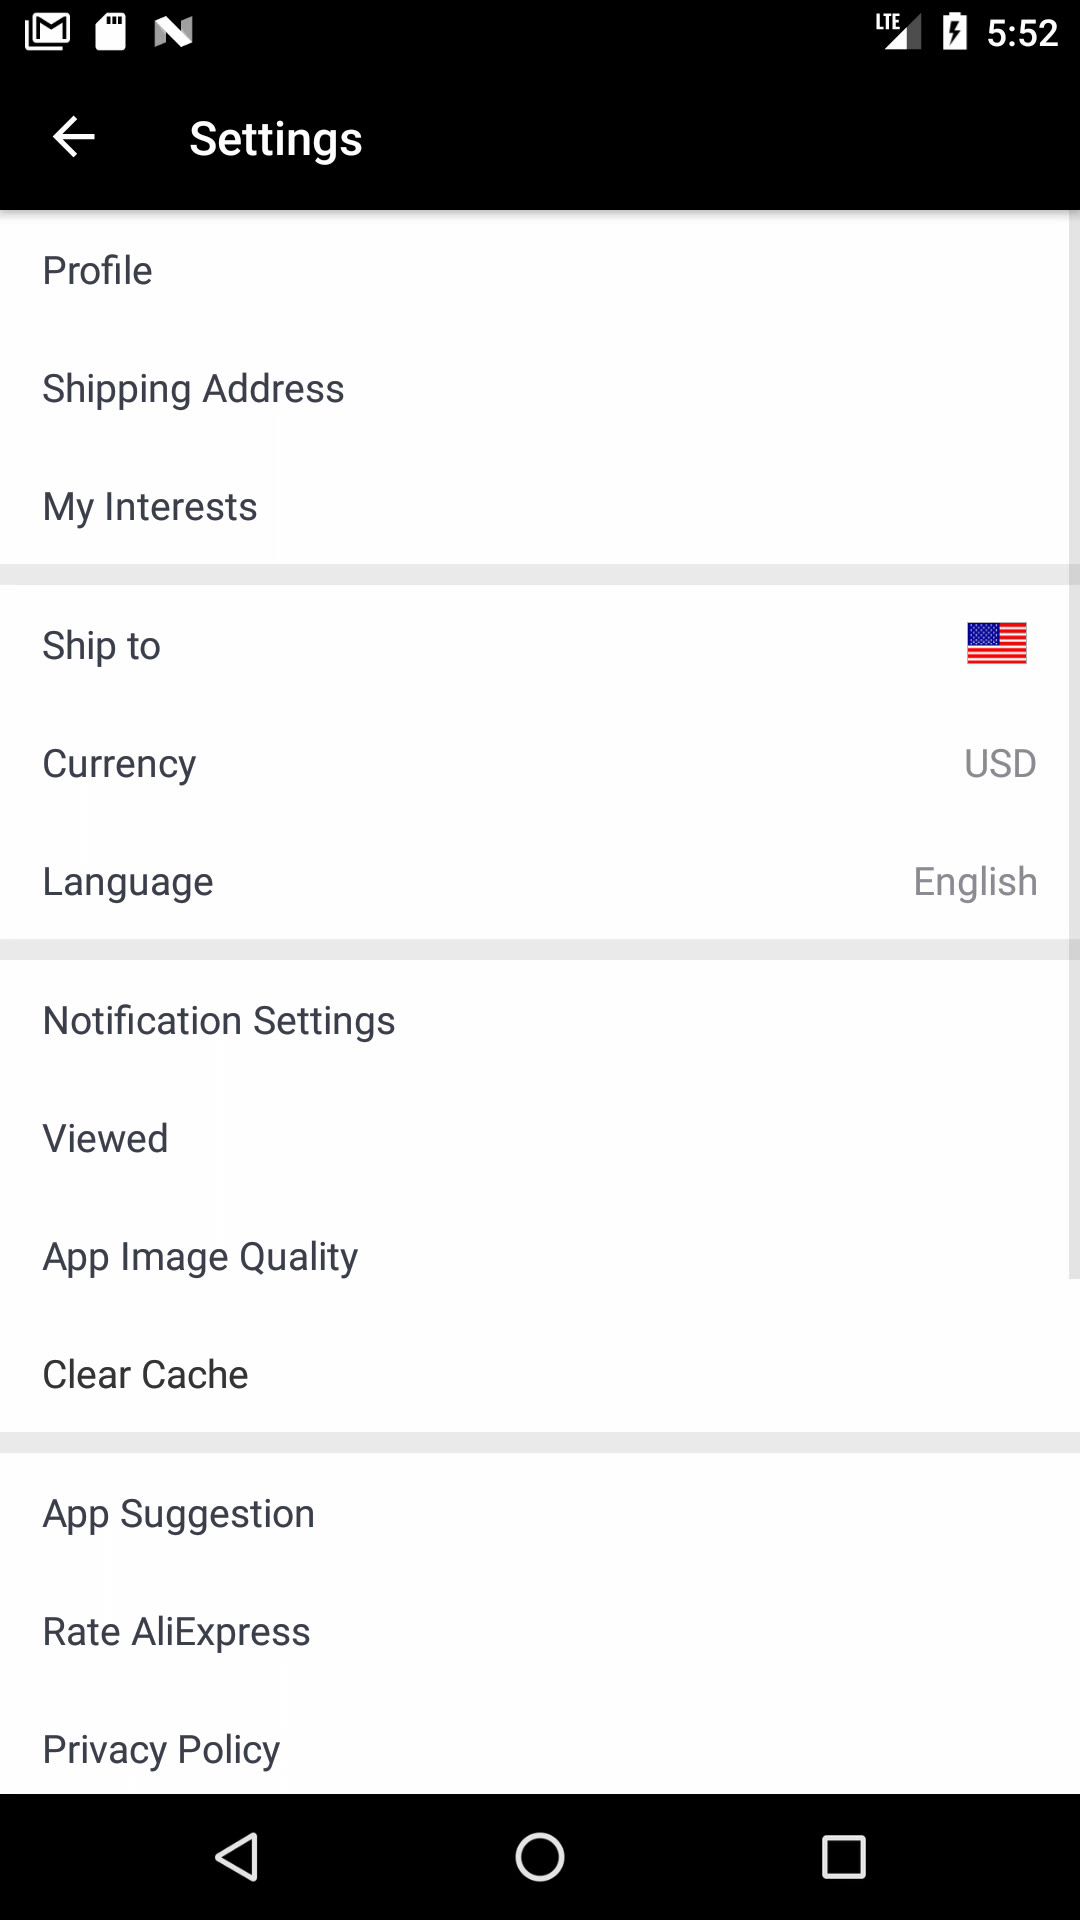 LTE 5:52
Settings
Profile
Shipping Address
My Interests
Ship to
Currency USD
Language English
Notification Settings
Viewed
App Image Quality
Clear Cache
App Suggestion
Rate AliExpress
Privacy Policy